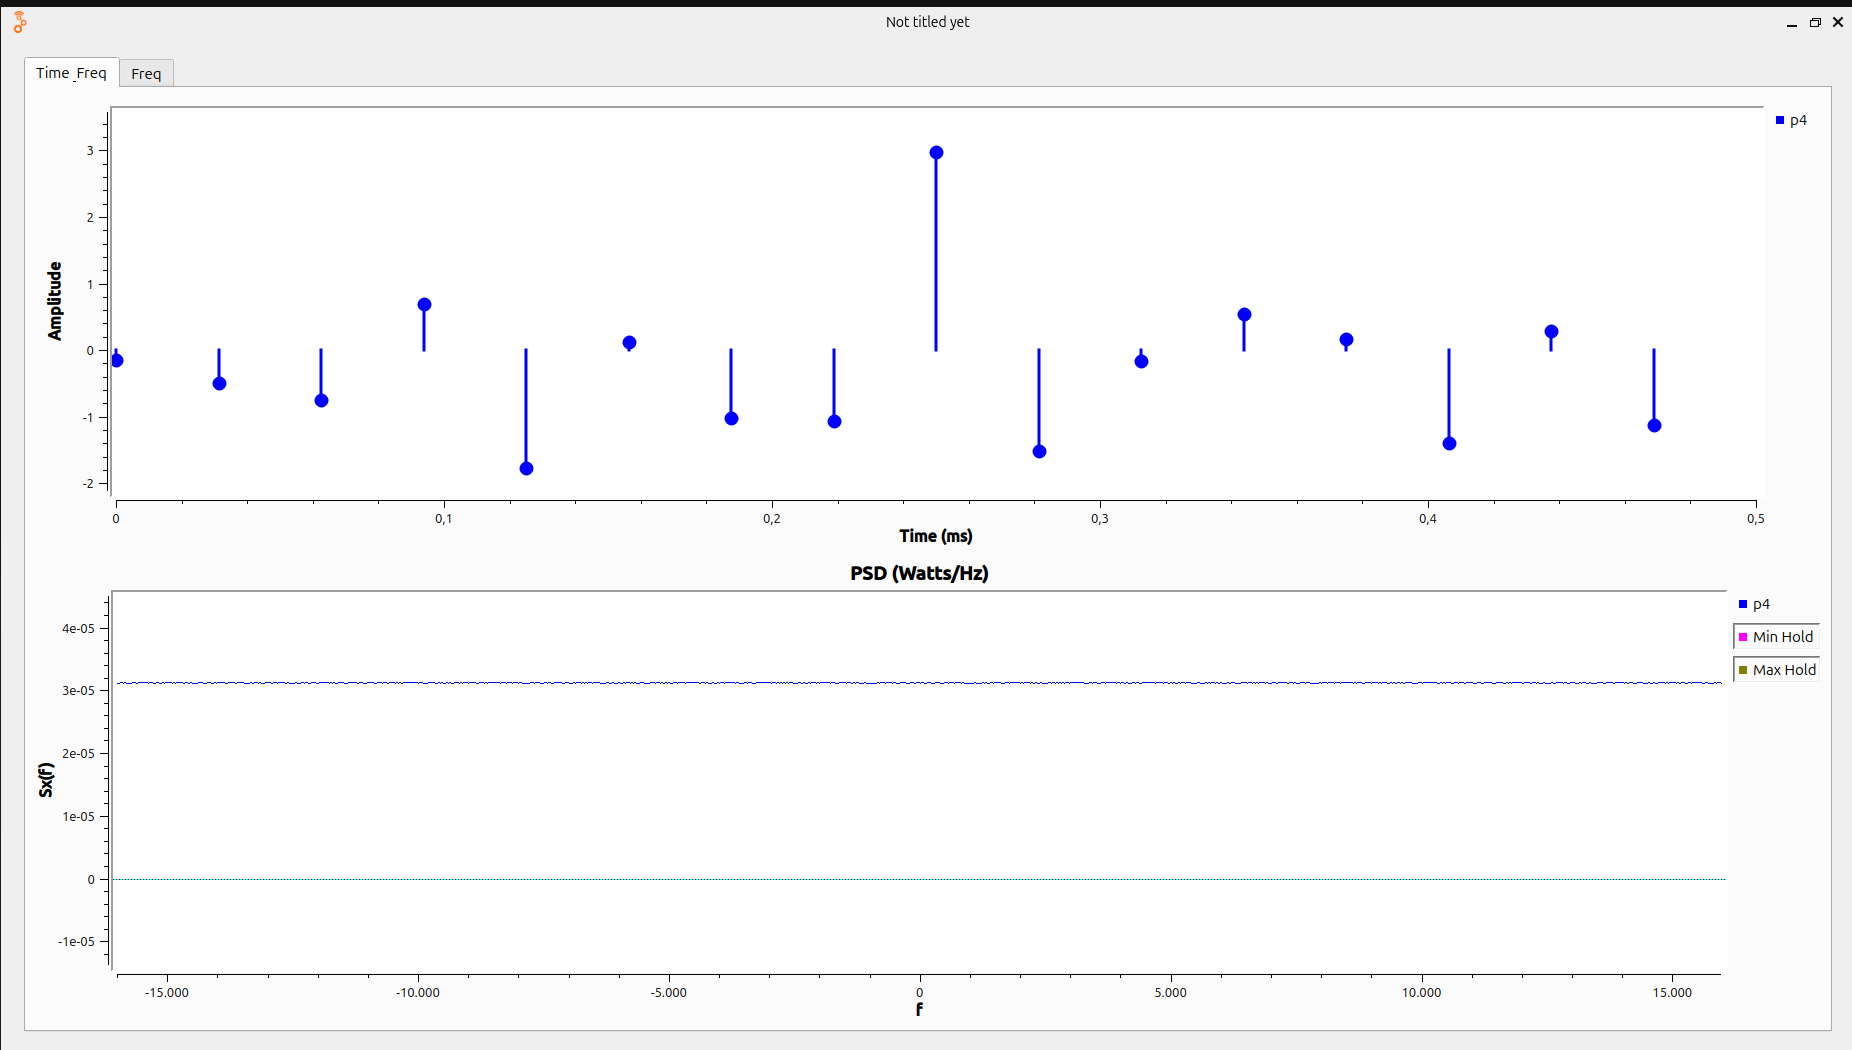 Not titled yet
Time_Freq
Freq
p4
3
2
1
0
-1
-2
Amplitude
0
0,1
0,2
0,3
0,4
0,5
Time (ms)
PSD (Watts/Hz)
p4
Min Hold
Max Hold
4e-05
3e-05
2e-05
1e-05
0
-1e-05
Sx(f)
-15.000
-10.000
-5.000
0
5.000
10.000
15.000
f